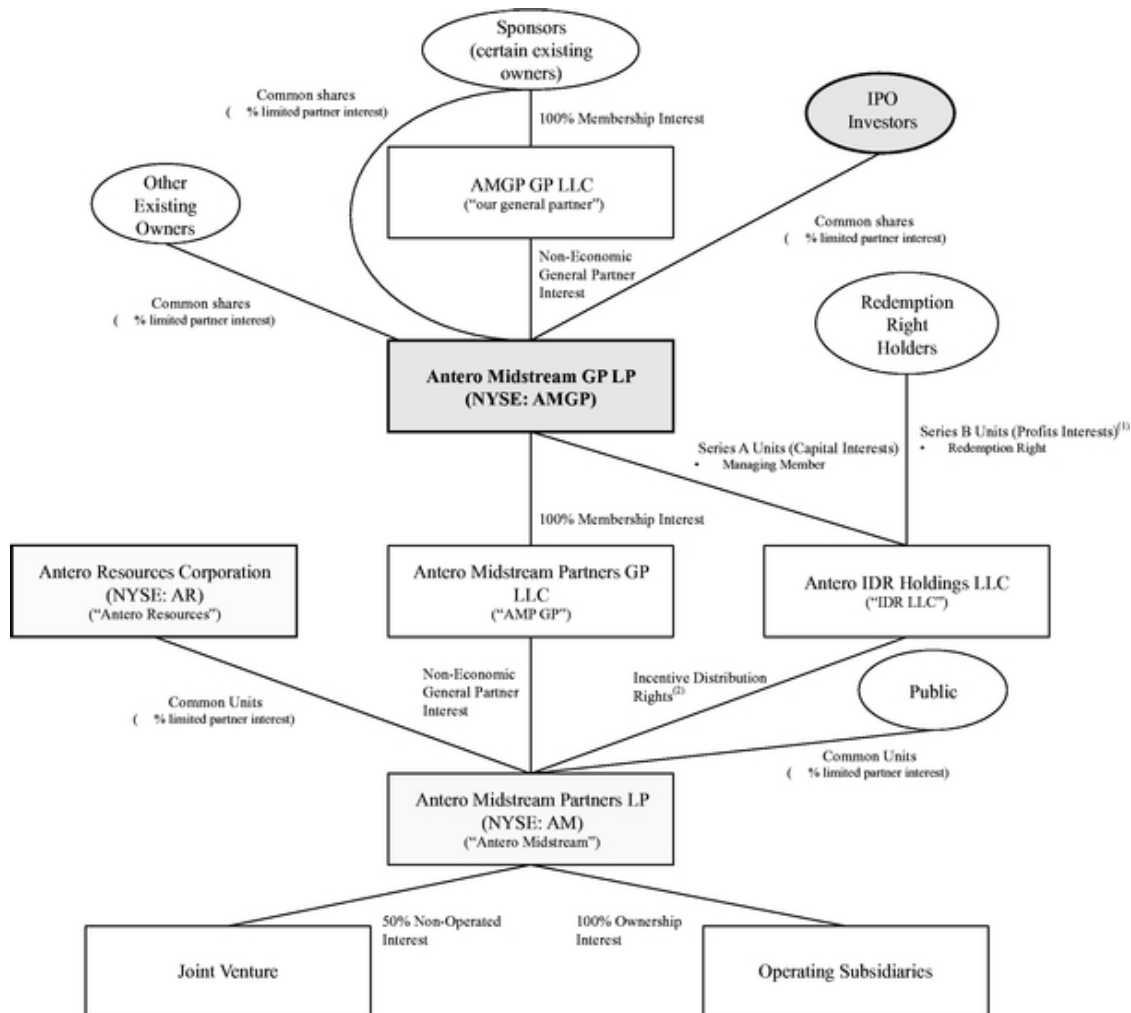 Sponsors
(certain existing
owners)
Common shares
( % limited partner interest)
IPO
Investors
100% Membership Interest
Other
Existing
Owners
AMGP GP LLC
(“our general partner”)
Common shares
( % limited partner interest)
Non-Economic
General Partner
Interest
Common shares
( % limited partner interest)
Redemption
Right
Holders
Antero Midstream GP LP
(NYSE: AMGP)
Series A Units (Capital Interests)
• Managing Member
Series B Units (Profits Interests)(1)
• Redemption Right
100% Membership Interest
Antero Resources Corporation
(NYSE: AR)
(“Antero Resources”)
Antero Midstream Partners GP
LLC
(“AMP GP”)
Antero IDR Holdings LLC
(“IDR LLC”)
Non-Economic
General Partner
Interest
Incentive Distribution
Rights(2)
Public
Common Units
( % limited partner interest)
Common Units
( % limited partner interest)
Antero Midstream Partners LP
(NYSE: AM)
(“Antero Midstream”)
50% Non-Operated
Interest
100% Ownership
Interest
Joint Venture
Operating Subsidiaries